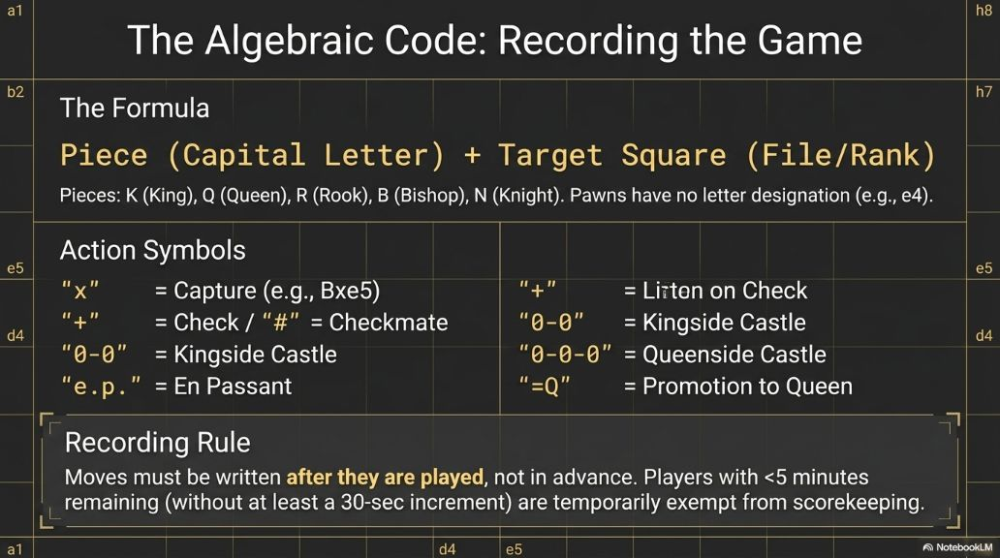 a1
h8
The Algebraic Code: Recording the Game
b2
h7
The Formula
Piece (Capital Letter) + Target Square (File/Rank)
Pieces: K (King), Q (Queen), R (Rook), B (Bishop), N (Knight). Pawns have no letter designation (e.g., e4).
Action Symbols
e5
e5
"x" = Capture (e.g., Bxe5)
"+" = Check / "#" = Checkmate
"0-0" = Kingside Castle
"e.p." = En Passant
"+" = on Check
"0-0" = Kingside Castle
"0-0-0" = Queenside Castle
"=Q" = Promotion to Queen
d4
d4
Recording Rule
Moves must be written after they are played, not in advance. Players with <5 minutes
remaining (without at least a 30-sec increment) are temporarily exempt from scorekeeping.
a1
d4
e5
NotebookLM